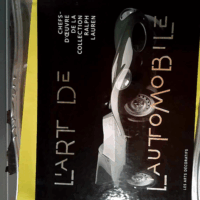 L'ART DE
L'AUTOMOBILE
CHEFS-
D'ŒUVRE
DE LA
COLLECTION
RALPH
LAUREN
LES ARTS DÉCORATIFS